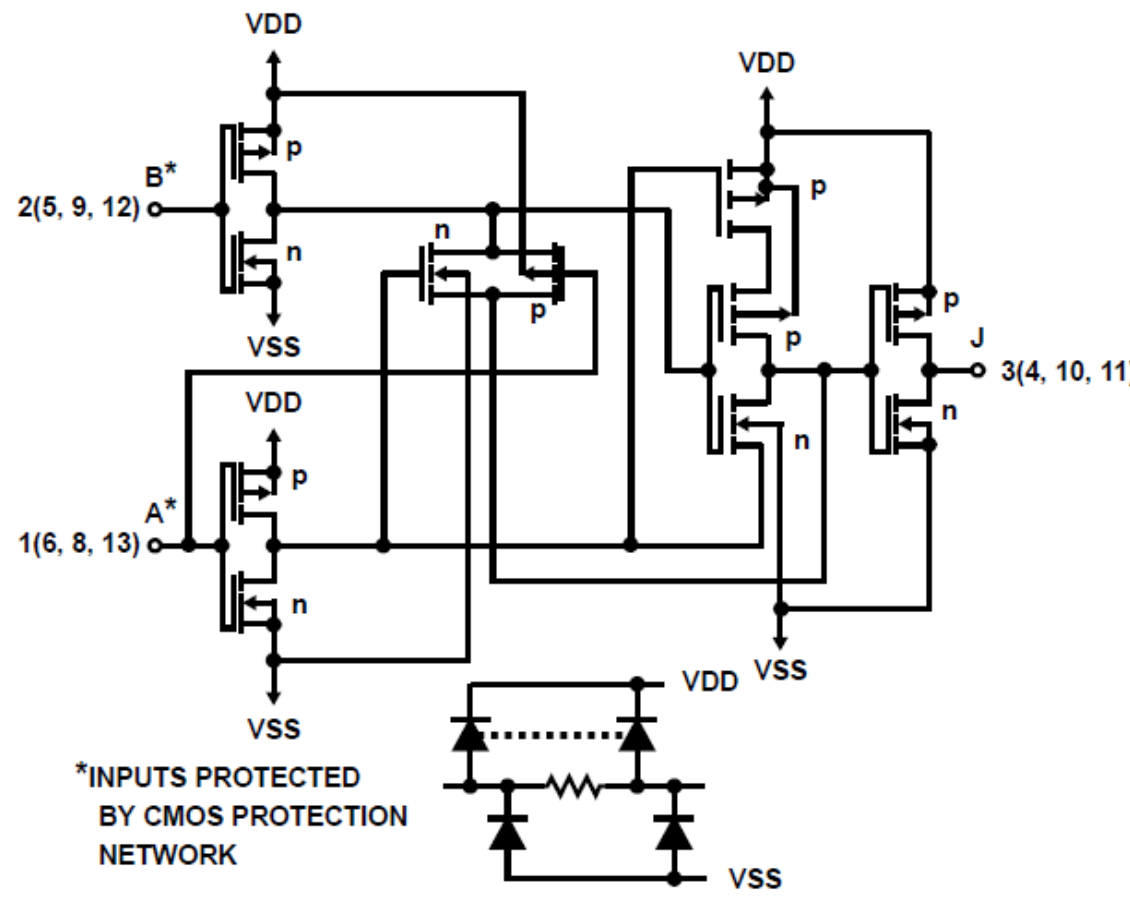 VDD
VDD
p
B*
p
2(5, 9, 12)
n
n
p
VSS
p
p
J
3(4, 10, 11)
VDD
n
n
p
A*
1(6, 8, 13)
n
VSS
VSS
VDD
*INPUTS PROTECTED
BY CMOS PROTECTION
NETWORK
VSS